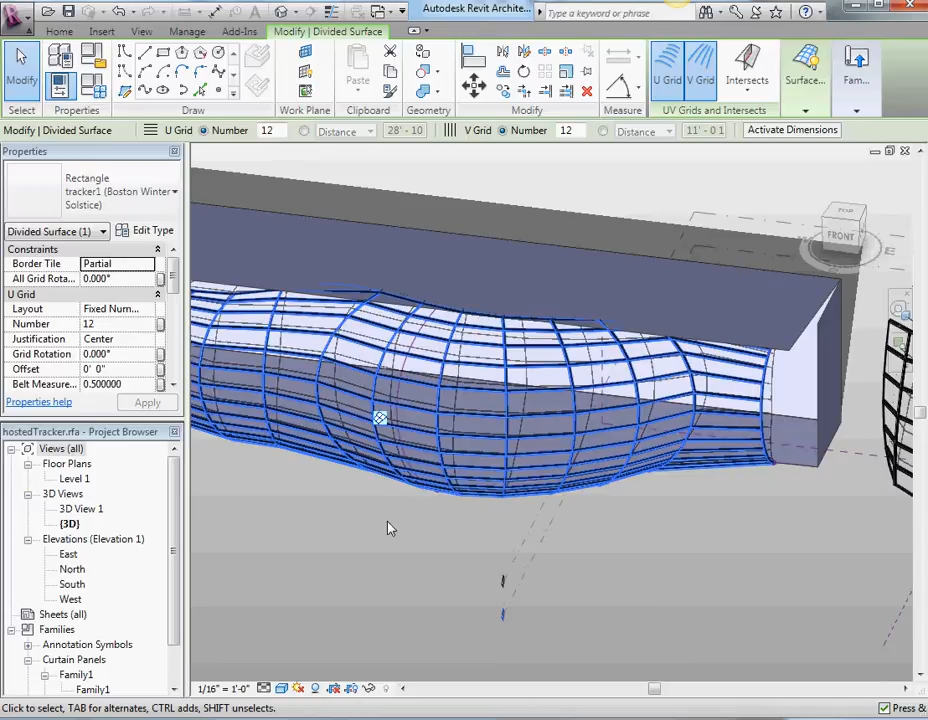 Autodesk Revit Archite...
Type a keyword or phrase
Home Insert View Manage Add-Ins Modify | Divided Surface
Modify Paste U Grid V Grid Intersects Surface... Fam...
Select Properties Draw Work Plane Clipboard Geometry Modify Measure UV Grids and Intersects
Modify | Divided Surface U Grid Number 12 Distance 28' - 10 V Grid Number 12 Distance 11' - 0 1 Activate Dimensions
Properties
Rectangle
tracker1 (Boston Winter
Solstice)
Divided Surface (1) Edit Type
Constraints
Border Tile Partial
All Grid Rota... 0.000°
U Grid
Layout Fixed Num...
Number 12
Justification Center
Grid Rotation 0.000°
Offset 0' 0"
Belt Measure... 0.500000
Properties help Apply
hostedTracker.rfa - Project Browser
Views (all)
Floor Plans
Level 1
3D Views
3D View 1
{3D}
Elevations (Elevation 1)
East
North
South
West
Sheets (all)
Families
Annotation Symbols
Curtain Panels
Family1
Family1
TOP
FRONT
E
1/16" = 1'-0"
Click to select, TAB for alternates, CTRL adds, SHIFT unselects. Press &